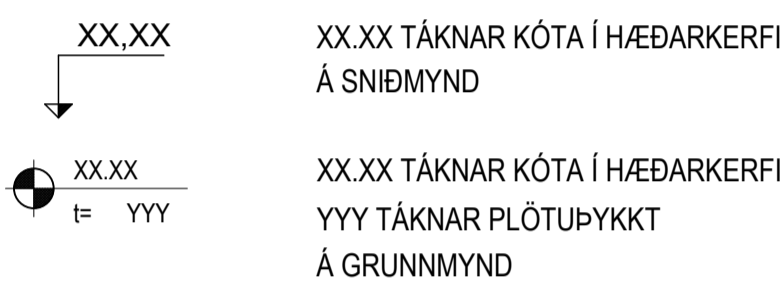 XX,XX
XX.XX TÁKNAR KÓTA Í HÆÐARKERFI
Á SNIÐMYND
XX.XX
t= YYY
XX.XX TÁKNAR KÓTA Í HÆÐARKERFI
YYY TÁKNAR PLÖTUÞYKKT
Á GRUNNMYND